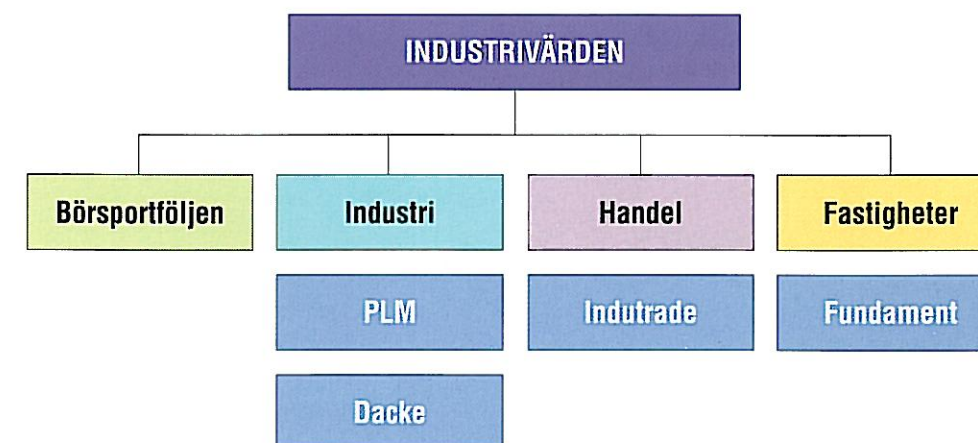 INDUSTRIVÄRDEN
Börsportföljen
Industri
Handel
Fastigheter
PLM
Indutrade
Fundament
Dacke